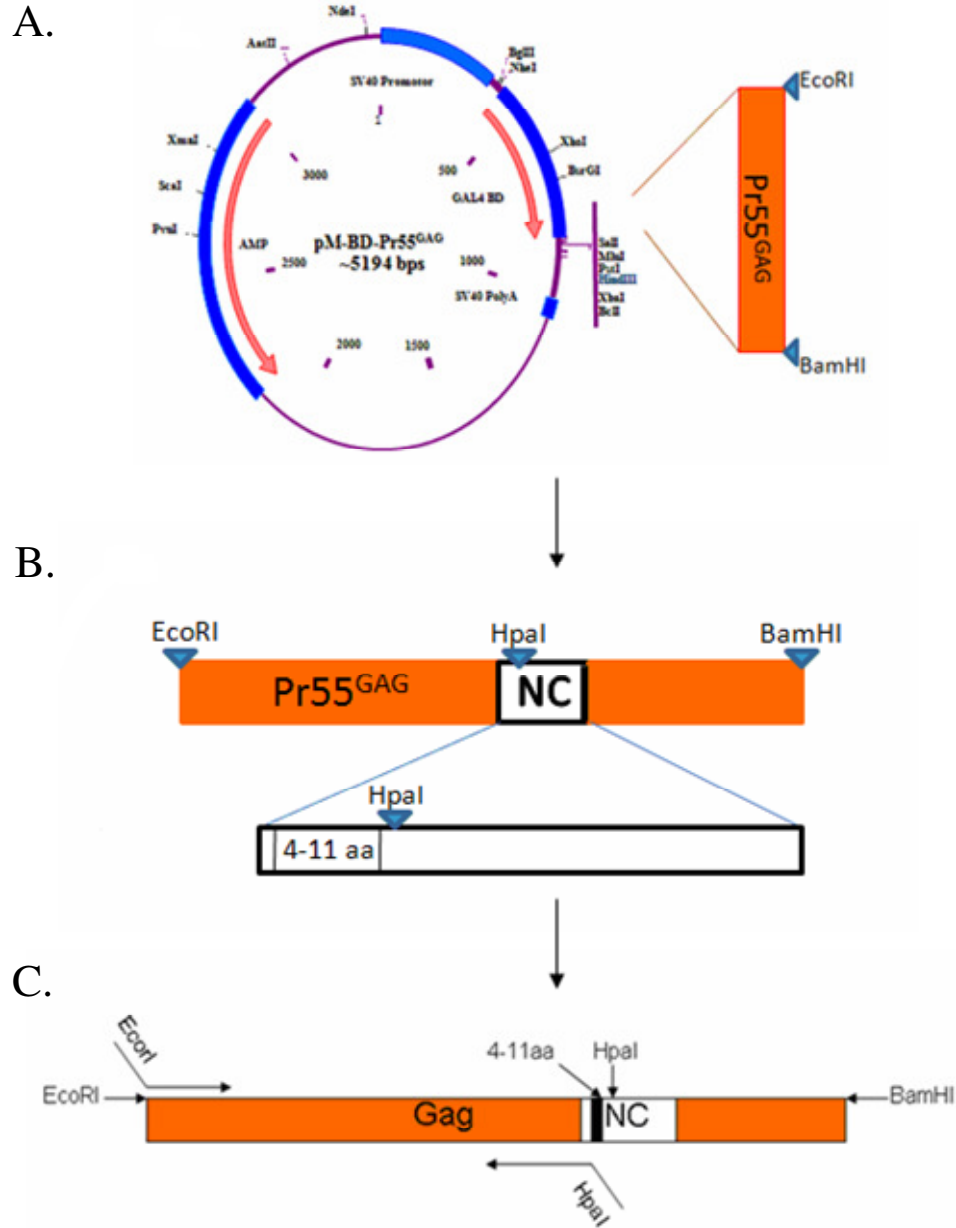 A.
NdeI
AatII
BglII
NheI
SV40 Promotor
1
EcoRI
XmaI
XhoI
3000
500
BsrGI
ScaI
GAL4 BD
Pr55GAG
PvuI
AMP
pM-BD-Pr55GAG
~5194 bps
2500
1000
SalI
MluI
PstI
HindIII
XbaI
BclI
SV40 PolyA
2000
1500
BamHI
B.
EcoRI
HpaI
BamHI
Pr55GAG
NC
HpaI
4-11 aa
C.
EcorI
4-11aa
HpaI
EcoRI
Gag
NC
BamHI
HpaI